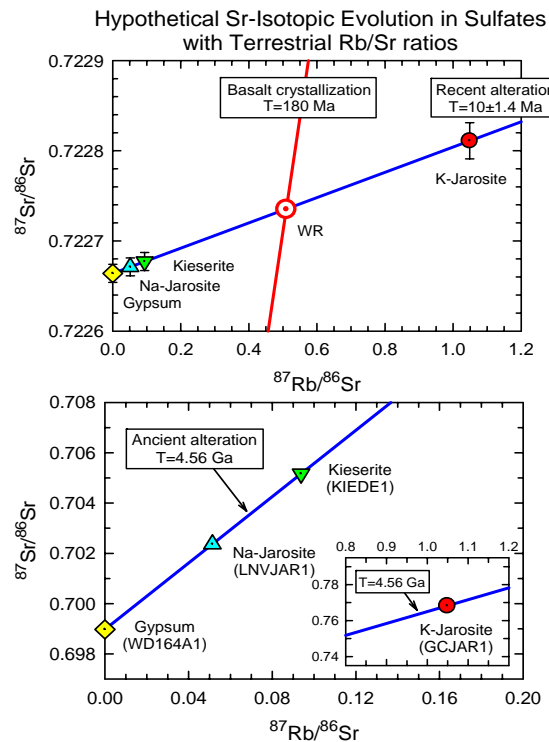 Hypothetical Sr-Isotopic Evolution in Sulfates
with Terrestrial Rb/Sr ratios
0.7229
0.7228
0.7227
0.7226
87Sr/86Sr
Basalt crystallization
T=180 Ma
Recent alteration
T=10±1.4 Ma
K-Jarosite
WR
Kieserite
Na-Jarosite
Gypsum
0.0 0.2 0.4 0.6 0.8 1.0 1.2
87Rb/86Sr
0.708
0.706
0.704
0.702
0.700
0.698
87Sr/86Sr
Ancient alteration
T=4.56 Ga
Kieserite
(KIEDE1)
Na-Jarosite
(LNVJAR1)
Gypsum
(WD164A1)
0.8 1.0 1.2
0.78
0.76
0.74
T=4.56 Ga
K-Jarosite
(GCJAR1)
0.00 0.04 0.08 0.12 0.16 0.20
87Rb/86Sr